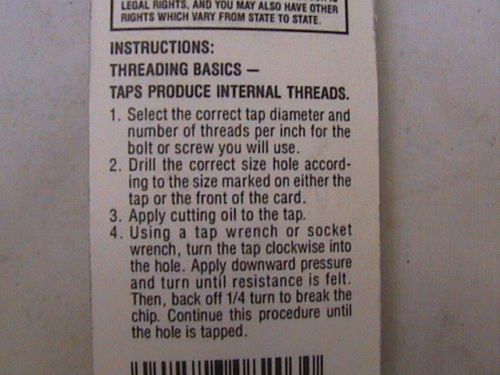 LEGAL RIGHTS, AND YOU MAY ALSO HAVE OTHER
RIGHTS WHICH VARY FROM STATE TO STATE.
INSTRUCTIONS:
THREADING BASICS —
TAPS PRODUCE INTERNAL THREADS.
1. Select the correct tap diameter and
number of threads per inch for the
bolt or screw you will use.
2. Drill the correct size hole accord-
ing to the size marked on either the
tap or the front of the card.
3. Apply cutting oil to the tap.
4. Using a tap wrench or socket
wrench, turn the tap clockwise into
the hole. Apply downward pressure
and turn until resistance is felt.
Then, back off 1/4 turn to break the
chip. Continue this procedure until
the hole is tapped.